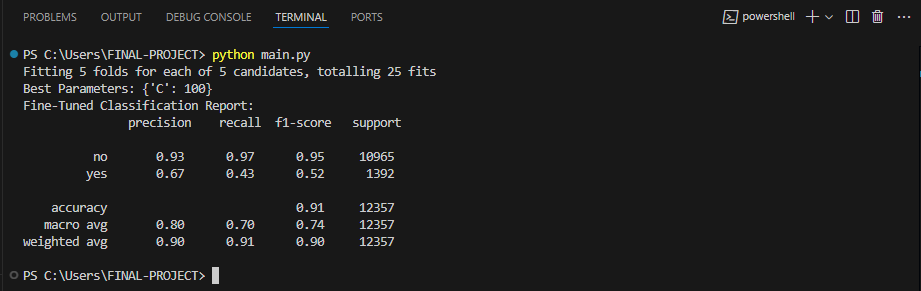 PROBLEMS OUTPUT DEBUG CONSOLE TERMINAL PORTS powershell
PS C:\Users\FINAL-PROJECT> python main.py
Fitting 5 folds for each of 5 candidates, totalling 25 fits
Best Parameters: {'C': 100}
Fine-Tuned Classification Report:
precision recall f1-score support
no 0.93 0.97 0.95 10965
yes 0.67 0.43 0.52 1392
accuracy 0.91 12357
macro avg 0.80 0.70 0.74 12357
weighted avg 0.90 0.91 0.90 12357
PS C:\Users\FINAL-PROJECT>